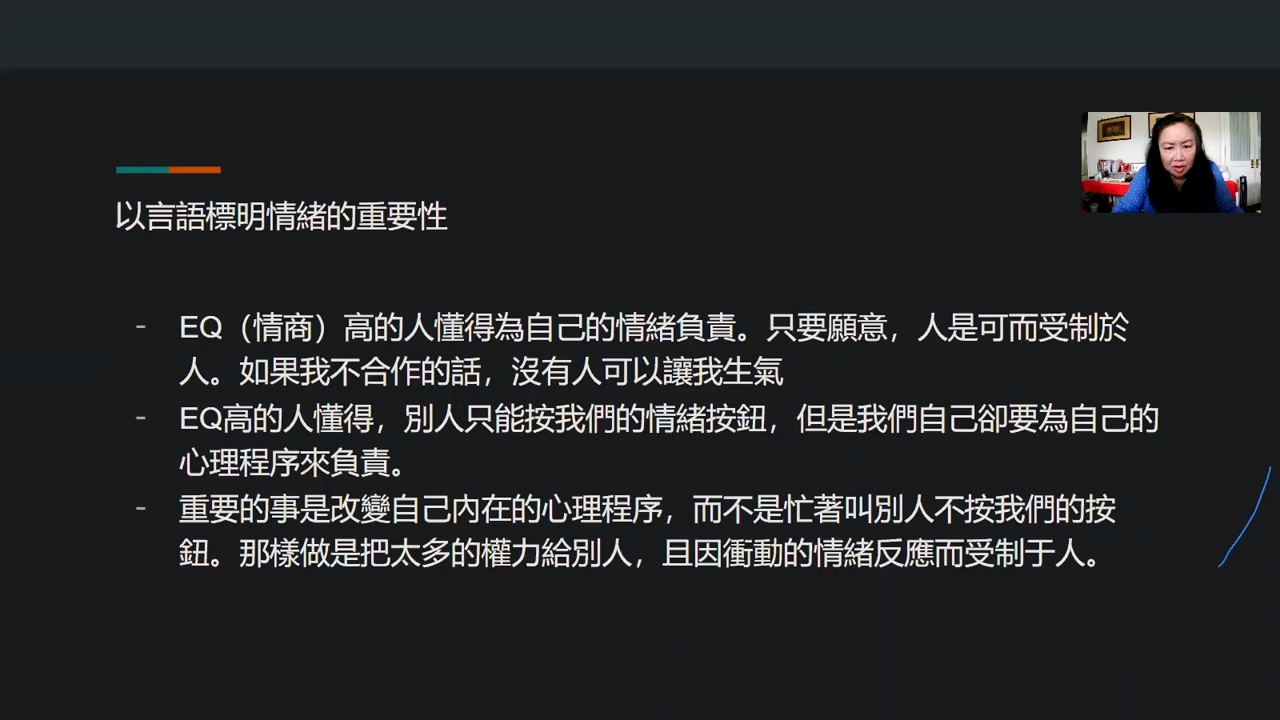 以言語標明情緒的重要性
- EQ（情商）高的人懂得為自己的情緒負責。只要願意，人是可而受制於
人。如果我不合作的話，沒有人可以讓我生氣
- EQ高的人懂得，別人只能按我們的情緒按鈕，但是我們自己卻要為自己的
心理程序來負責。
- 重要的事是改變自己內在的心理程序，而不是忙著叫別人不按我們的按
鈕。那樣做是把太多的權力給別人，且因衝動的情緒反應而受制于人。